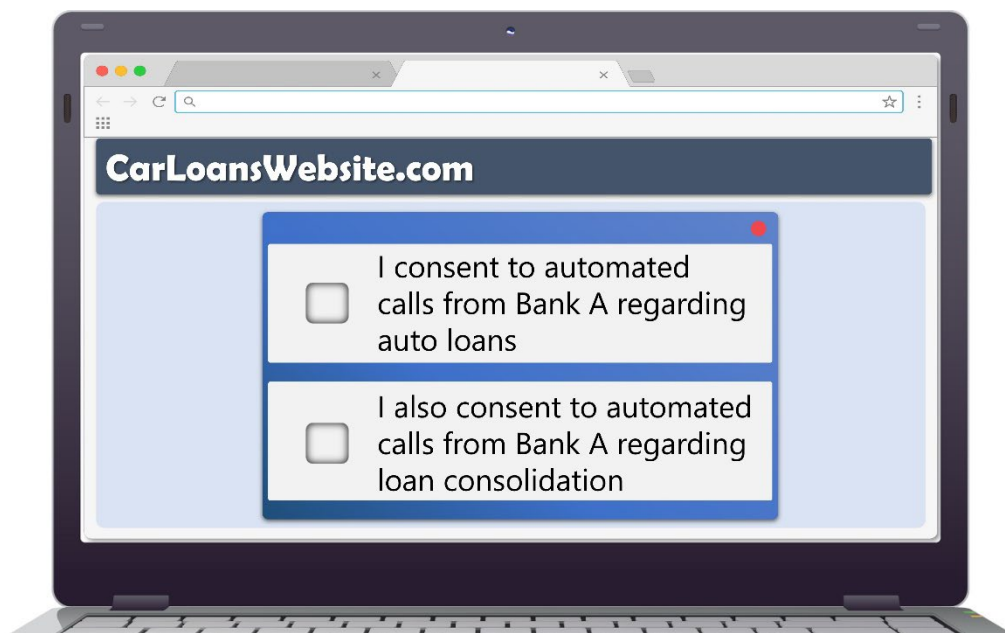 CarLoansWebsite.com
I consent to automated
calls from Bank A regarding
auto loans
I also consent to automated
calls from Bank A regarding
loan consolidation